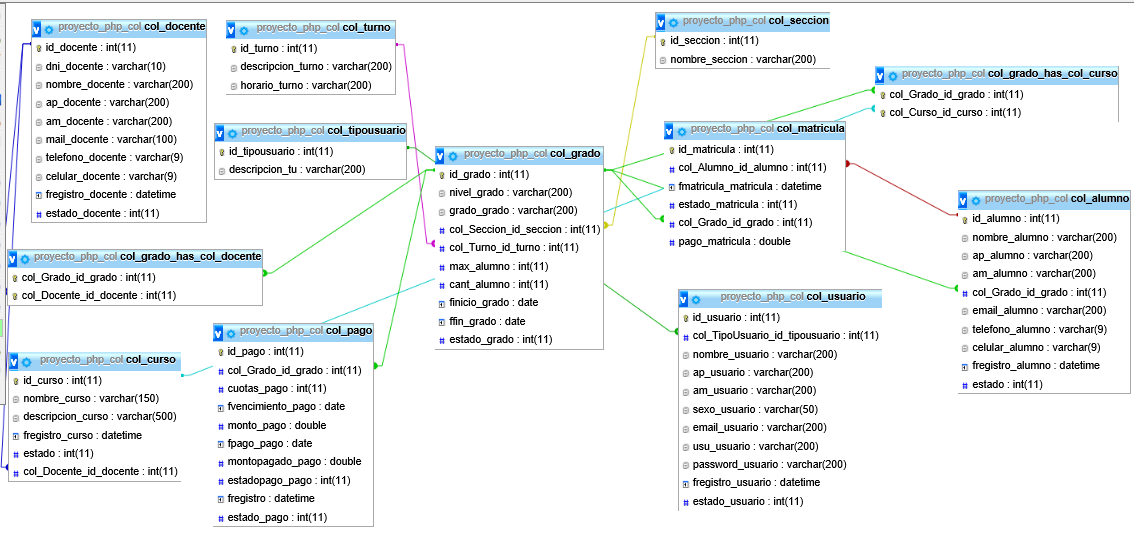 proyecto_php_col col_docente
id_docente : int(11)
dni_docente : varchar(10)
nombre_docente : varchar(200)
ap_docente : varchar(200)
am_docente : varchar(200)
mail_docente : varchar(100)
telefono_docente : varchar(9)
celular_docente : varchar(9)
fregistro_docente : datetime
estado_docente : int(11)
proyecto_php_col col_turno
id_turno : int(11)
descripcion_turno : varchar(200)
horario_turno : varchar(200)
proyecto_php_col col_seccion
id_seccion : int(11)
nombre_seccion : varchar(200)
proyecto_php_col col_grado_has_col_curso
col_Grado_id_grado : int(11)
col_Curso_id_curso : int(11)
proyecto_php_col col_tipousuario
id_tipousuario : int(11)
descripcion_tu : varchar(200)
proyecto_php_col col_grado
id_grado : int(11)
nivel_grado : varchar(200)
grado_grado : varchar(200)
col_Seccion_id_seccion : int(11)
col_Turno_id_turno : int(11)
max_alumno : int(11)
cant_alumno : int(11)
finicio_grado : date
ffin_grado : date
estado_grado : int(11)
proyecto_php_col col_matricula
id_matricula : int(11)
col_Alumno_id_alumno : int(11)
fmatricula_matricula : datetime
estado_matricula : int(11)
col_Grado_id_grado : int(11)
pago_matricula : double
proyecto_php_col col_alumno
id_alumno : int(11)
nombre_alumno : varchar(200)
ap_alumno : varchar(200)
am_alumno : varchar(200)
col_Grado_id_grado : int(11)
email_alumno : varchar(200)
telefono_alumno : varchar(9)
celular_alumno : varchar(9)
fregistro_alumno : datetime
estado : int(11)
proyecto_php_col col_grado_has_col_docente
col_Grado_id_grado : int(11)
col_Docente_id_docente : int(11)
proyecto_php_col col_usuario
id_usuario : int(11)
col_TipoUsuario_id_tipousuario : int(11)
nombre_usuario : varchar(200)
ap_usuario : varchar(200)
am_usuario : varchar(200)
sexo_usuario : varchar(50)
email_usuario : varchar(200)
usu_usuario : varchar(200)
password_usuario : varchar(200)
fregistro_usuario : datetime
estado_usuario : int(11)
proyecto_php_col col_pago
id_pago : int(11)
col_Grado_id_grado : int(11)
cuotas_pago : int(11)
fvencimiento_pago : date
monto_pago : double
fpago_pago : date
montopagado_pago : double
estadopago_pago : int(11)
fregistro : datetime
estado_pago : int(11)
proyecto_php_col col_curso
id_curso : int(11)
nombre_curso : varchar(150)
descripcion_curso : varchar(500)
fregistro_curso : datetime
estado : int(11)
col_Docente_id_docente : int(11)